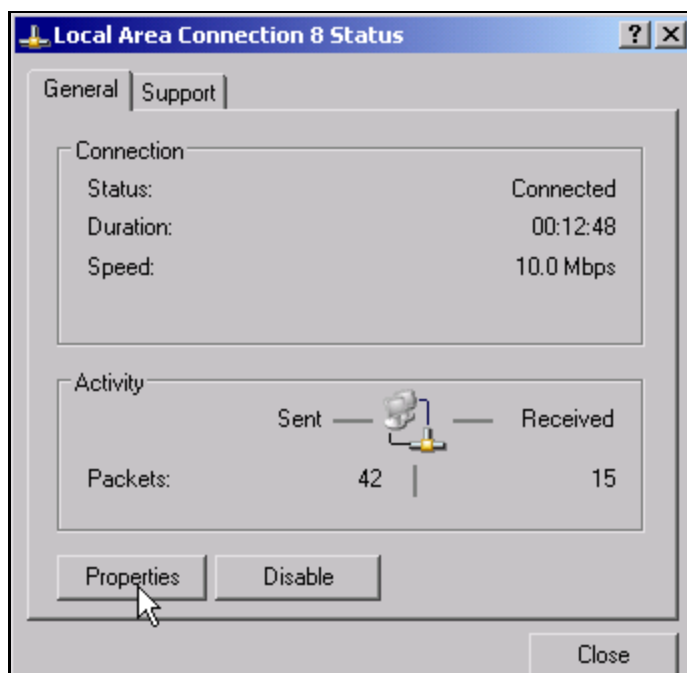 Local Area Connection 8 Status
General Support
Connection
Status: Connected
Duration: 00:12:48
Speed: 10.0 Mbps
Activity
Sent Received
Packets: 42 15
Properties Disable
Close